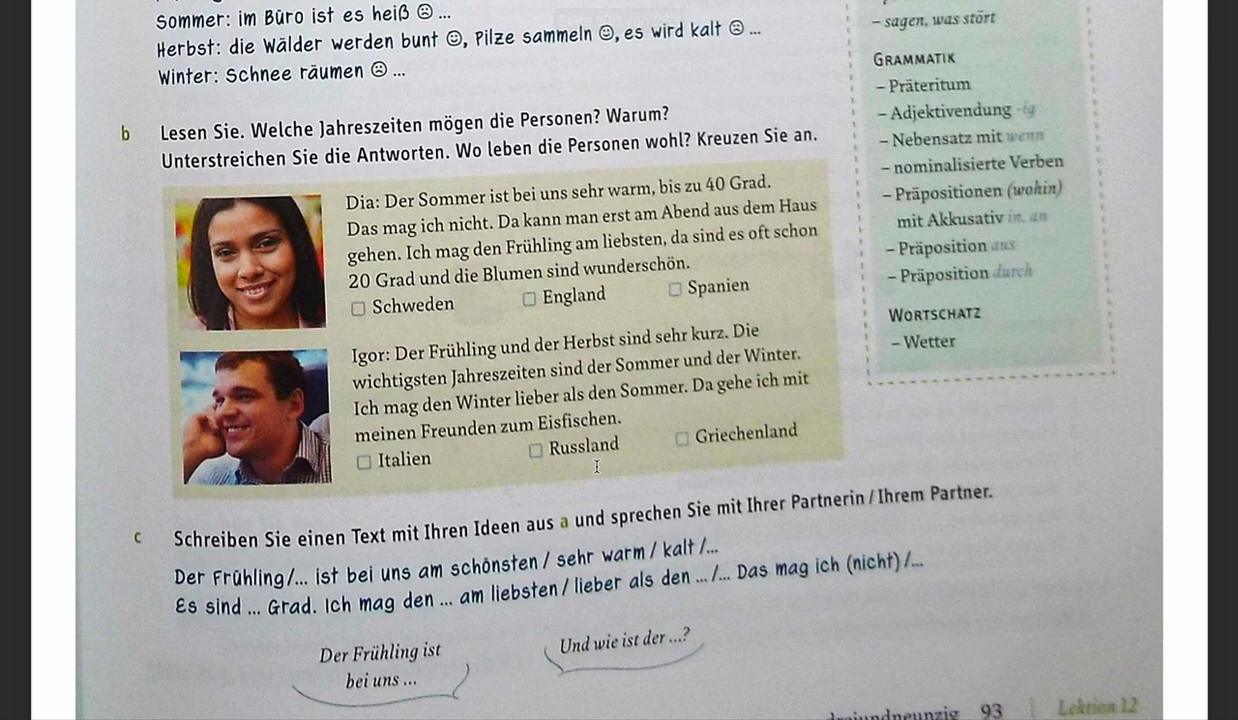 Sommer: im Büro ist es heiß ☹ ...
Herbst: die Wälder werden bunt ☺, Pilze sammeln ☺, es wird kalt ☹ ...
Winter: Schnee räumen ☹ ...
b Lesen Sie. Welche Jahreszeiten mögen die Personen? Warum?
Unterstreichen Sie die Antworten. Wo leben die Personen wohl? Kreuzen Sie an.
Dia: Der Sommer ist bei uns sehr warm, bis zu 40 Grad.
Das mag ich nicht. Da kann man erst am Abend aus dem Haus
gehen. Ich mag den Frühling am liebsten, da sind es oft schon
20 Grad und die Blumen sind wunderschön.
☐ Schweden ☐ England ☐ Spanien
Igor: Der Frühling und der Herbst sind sehr kurz. Die
wichtigsten Jahreszeiten sind der Sommer und der Winter.
Ich mag den Winter lieber als den Sommer. Da gehe ich mit
meinen Freunden zum Eisfischen.
☐ Italien ☐ Russland ☐ Griechenland
c Schreiben Sie einen Text mit Ihren Ideen aus a und sprechen Sie mit Ihrer Partnerin / Ihrem Partner.
Der Frühling/... ist bei uns am schönsten / sehr warm / kalt /...
Es sind ... Grad. Ich mag den ... am liebsten / lieber als den ... /... Das mag ich (nicht) /...
Der Frühling ist
bei uns ...
Und wie ist der ...?
– sagen, was stört
GRAMMATIK
– Präteritum
– Adjektivendung -ig
– Nebensatz mit wenn
– nominalisierte Verben
– Präpositionen (wohin)
mit Akkusativ in, an
– Präposition aus
– Präposition durch
WORTSCHATZ
– Wetter
dreiundneunzig 93 | Lektion 12